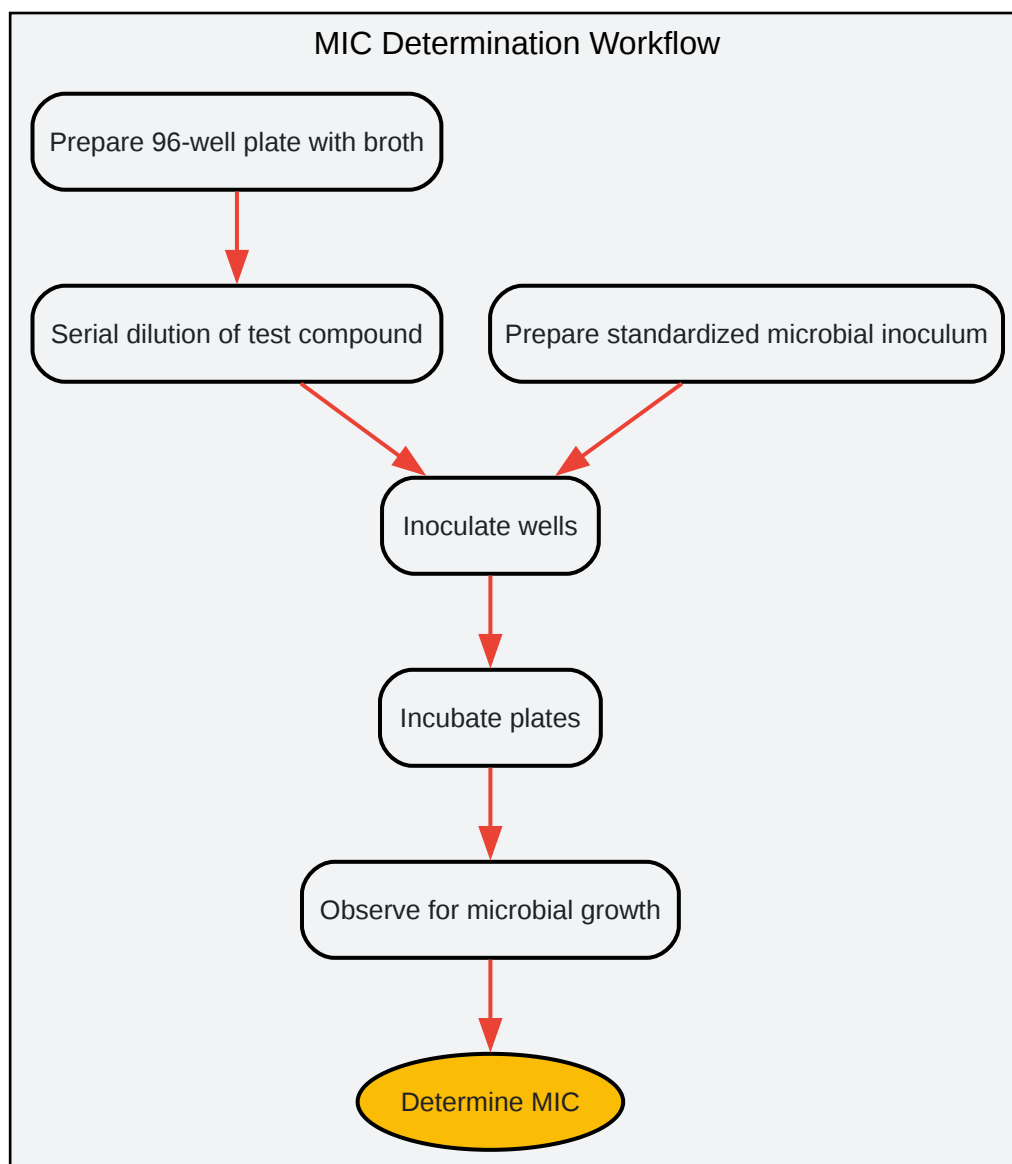 MIC Determination Workflow
Prepare 96-well plate with broth
Serial dilution of test compound
Prepare standardized microbial inoculum
Inoculate wells
Incubate plates
Observe for microbial growth
Determine MIC